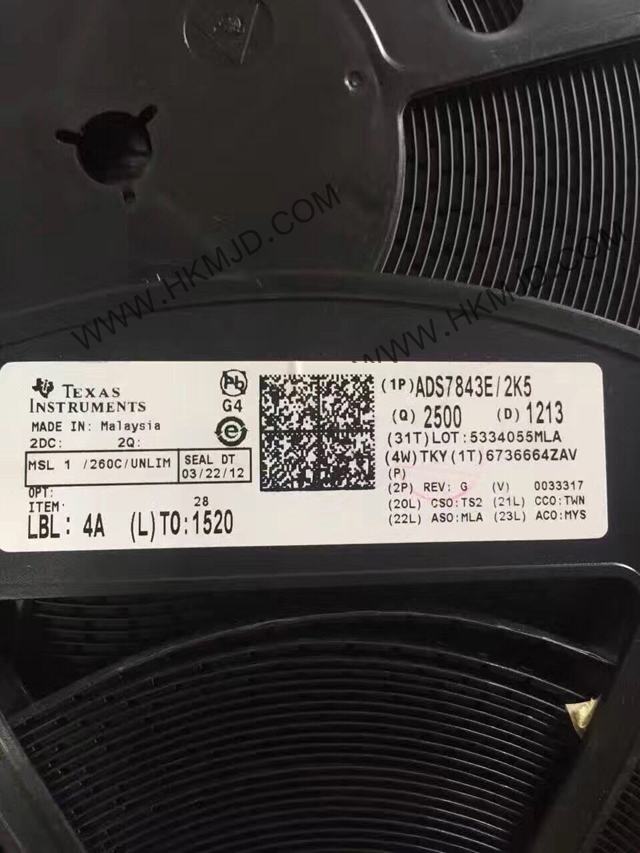 WWW.HKMJD.COM
WWW.HKMJD.COM
TEXAS
INSTRUMENTS
MADE IN: Malaysia
2DC: 2Q:
MSL 1 /260C/UNLIM
SEAL DT
03/22/12
OPT:
ITEM: 28
LBL: 4A (L)TO:1520
Pb
G4
e
(1P)ADS7843E/2K5
(Q) 2500 (D) 1213
(31T)LOT:5334055MLA
(4W)TKY(1T)6736664ZAV
(P)
(2P) REV: G (V) 0033317
(20L) CSO:TS2 (21L) CCO:TWN
(22L) ASO:MLA (23L) ACO:MYS